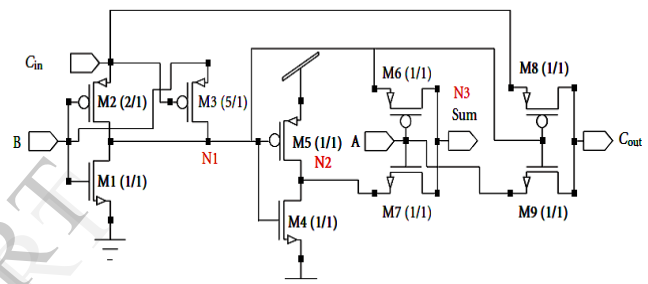 Cin
M2 (2/1)
M3 (5/1)
B
N1
M1 (1/1)
M5 (1/1)
N2
M4 (1/1)
M6 (1/1)
A
N3
Sum
M7 (1/1)
M8 (1/1)
Cout
M9 (1/1)
RT